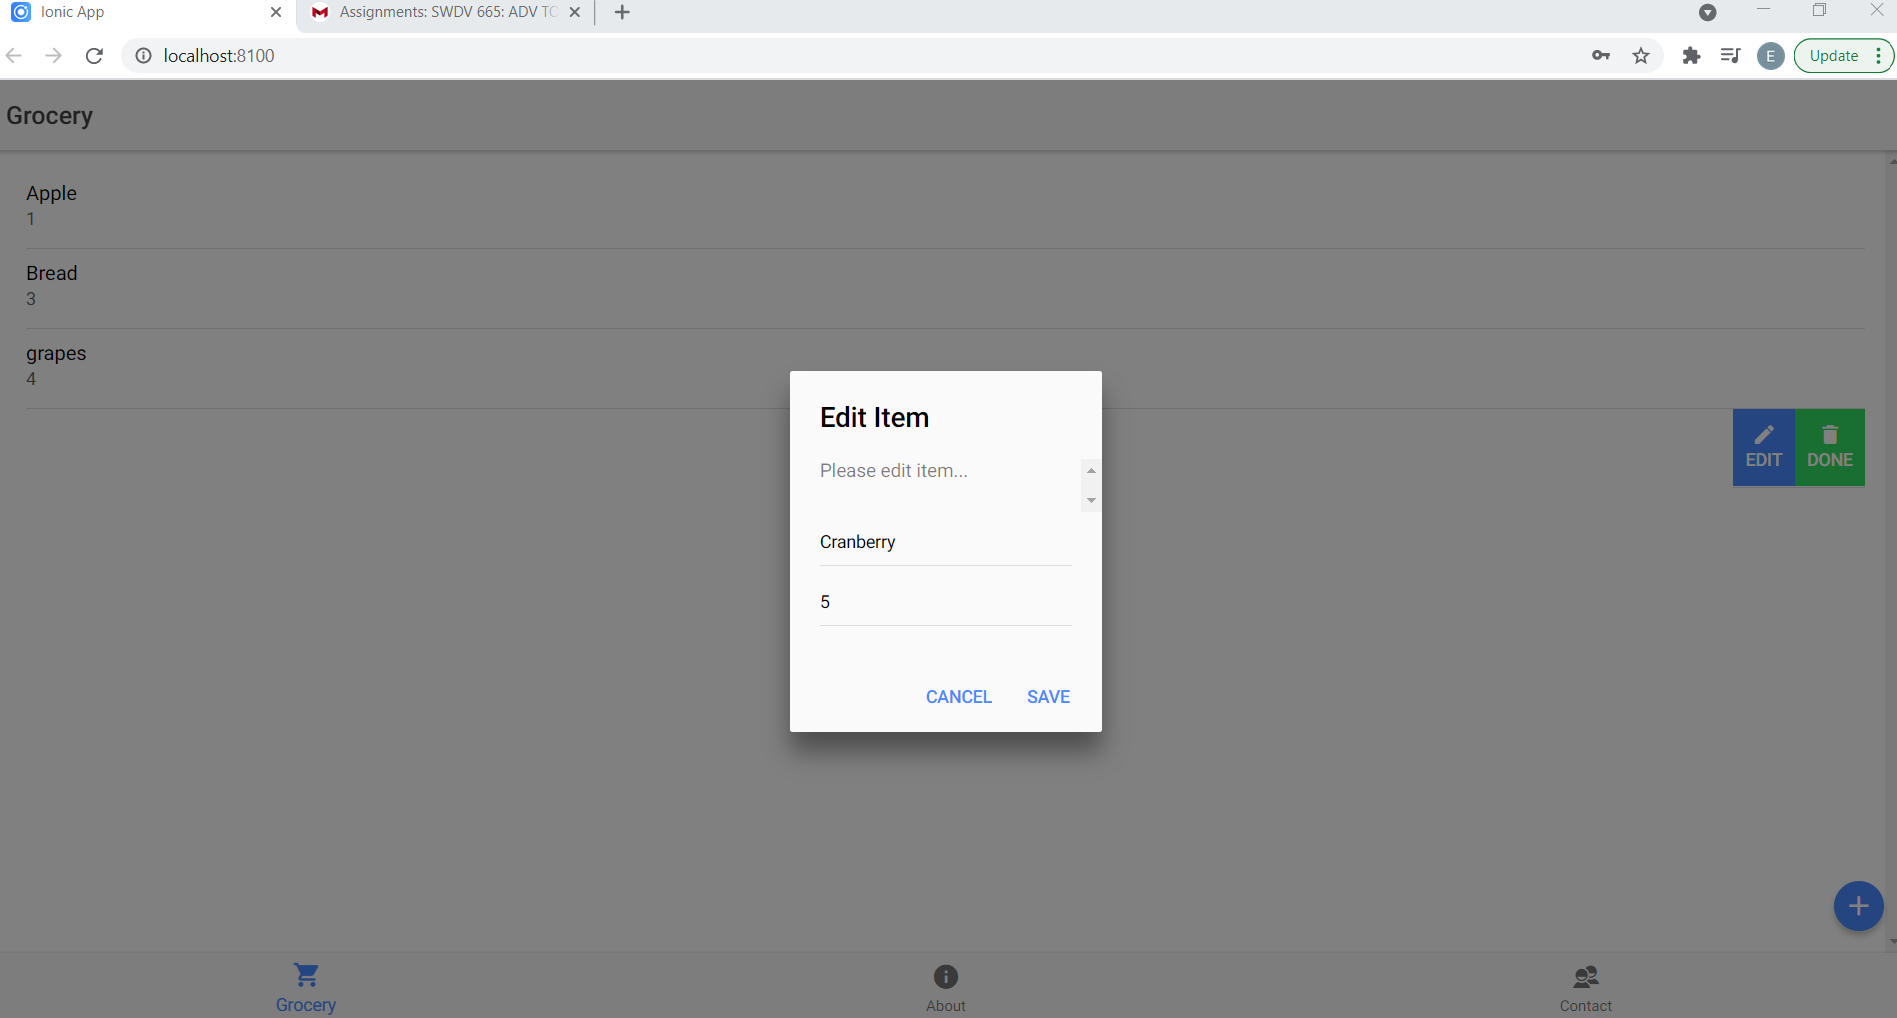 Ionic App
Assignments: SWDV 665: ADV TO
localhost:8100
E
Update
Grocery
Apple
1
Bread
3
grapes
4
EDIT
DONE
Edit Item
Please edit item...
Cranberry
5
CANCEL
SAVE
Grocery
About
Contact